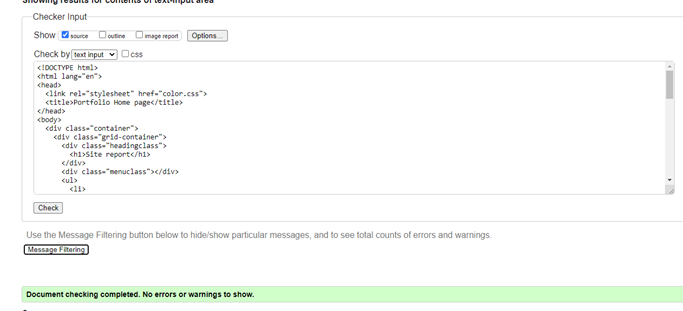 Showing results for contents of text-input area
Checker Input
Show source outline image report Options...
Check by text input css
<!DOCTYPE html>
<html lang="en">
<head>
<link rel="stylesheet" href="color.css">
<title>Portfolio Home page</title>
</head>
<body>
<div class="container">
<div class="grid-container">
<div class="headingclass">
<h1>Site report</h1>
</div>
<div class="menuclass"></div>
<ul>
<li>
Check
Use the Message Filtering button below to hide/show particular messages, and to see total counts of errors and warnings.
Message Filtering
Document checking completed. No errors or warnings to show.